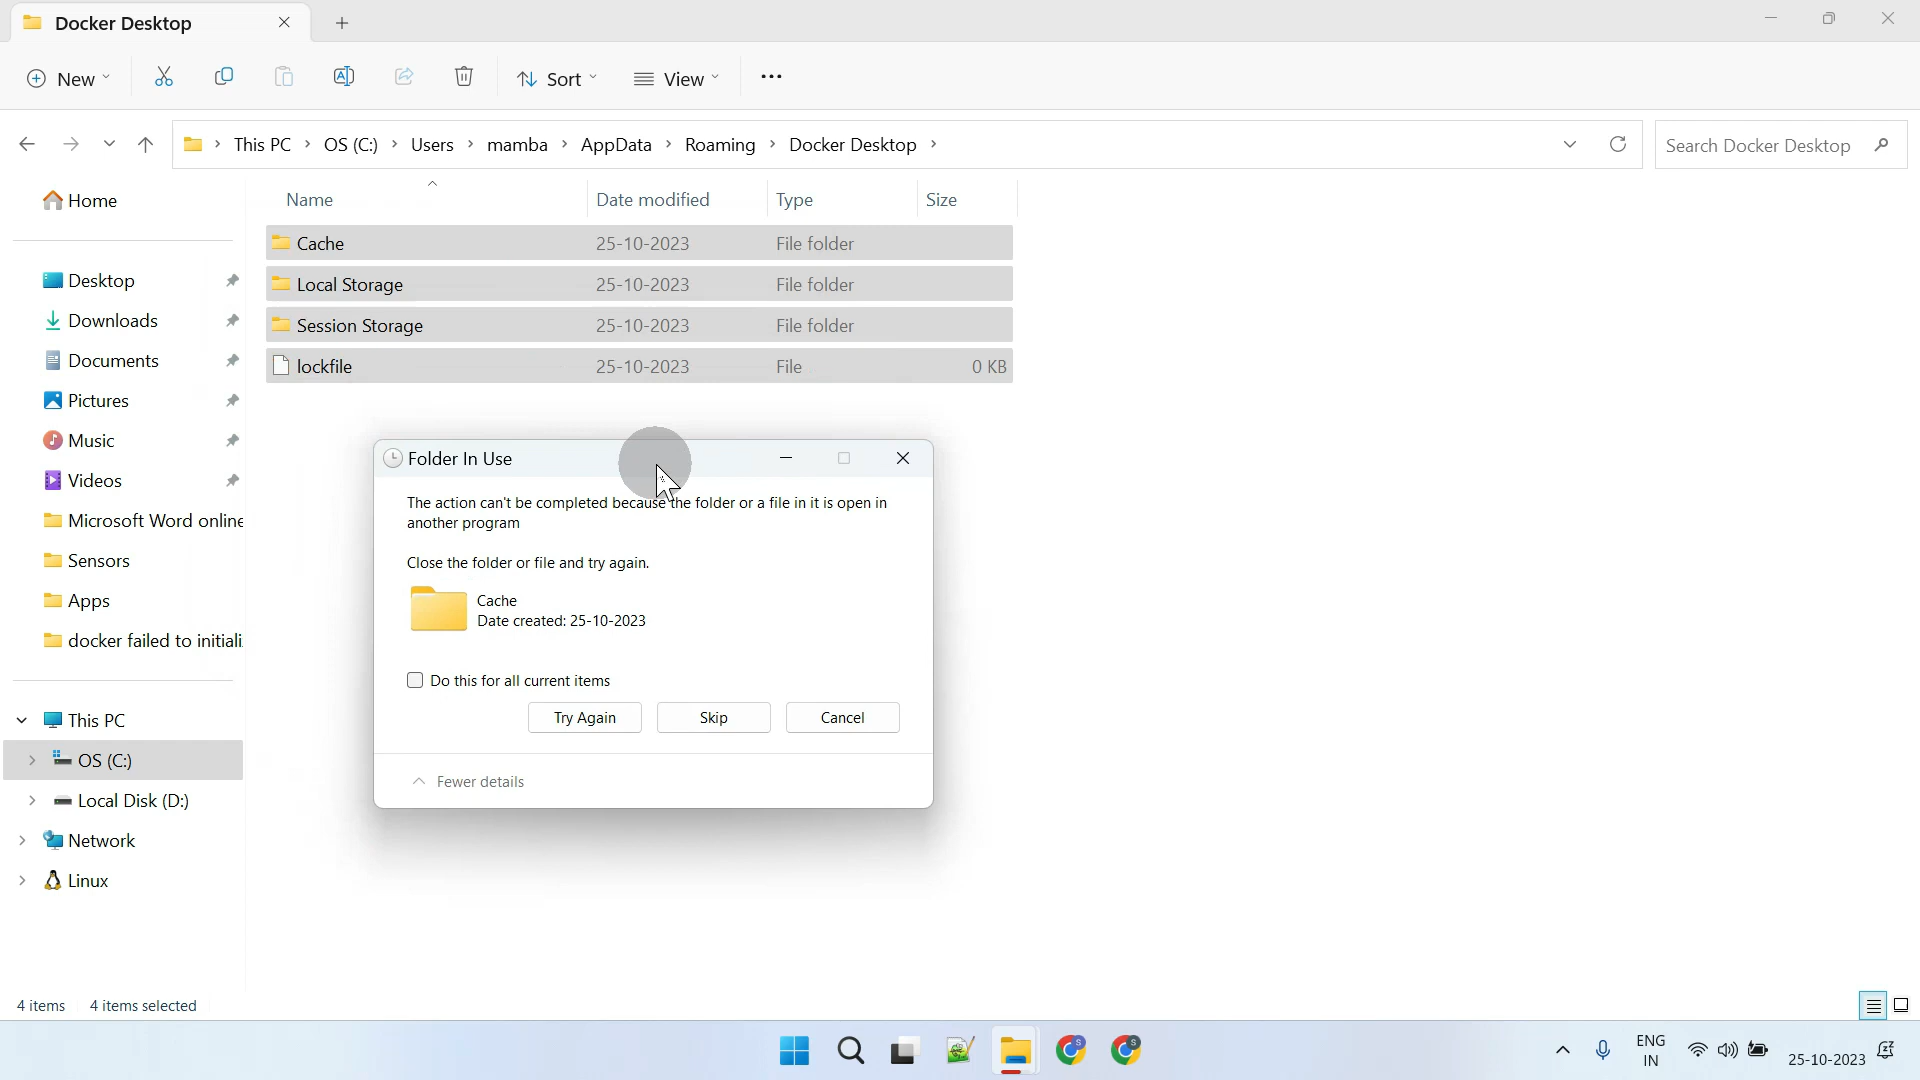 Docker Desktop
New
Sort
View
This PC > OS (C:) > Users > mamba > AppData > Roaming > Docker Desktop >
Search Docker Desktop
Home
Desktop
Downloads
Documents
Pictures
Music
Videos
Microsoft Word online
Sensors
Apps
docker failed to initiali
This PC
OS (C:)
Local Disk (D:)
Network
Linux
Name Date modified Type Size
Cache 25-10-2023 File folder
Local Storage 25-10-2023 File folder
Session Storage 25-10-2023 File folder
lockfile 25-10-2023 File 0 KB
Folder In Use
The action can't be completed because the folder or a file in it is open in
another program
Close the folder or file and try again.
Cache
Date created: 25-10-2023
Do this for all current items
Try Again Skip Cancel
Fewer details
4 items 4 items selected
ENG
IN
25-10-2023